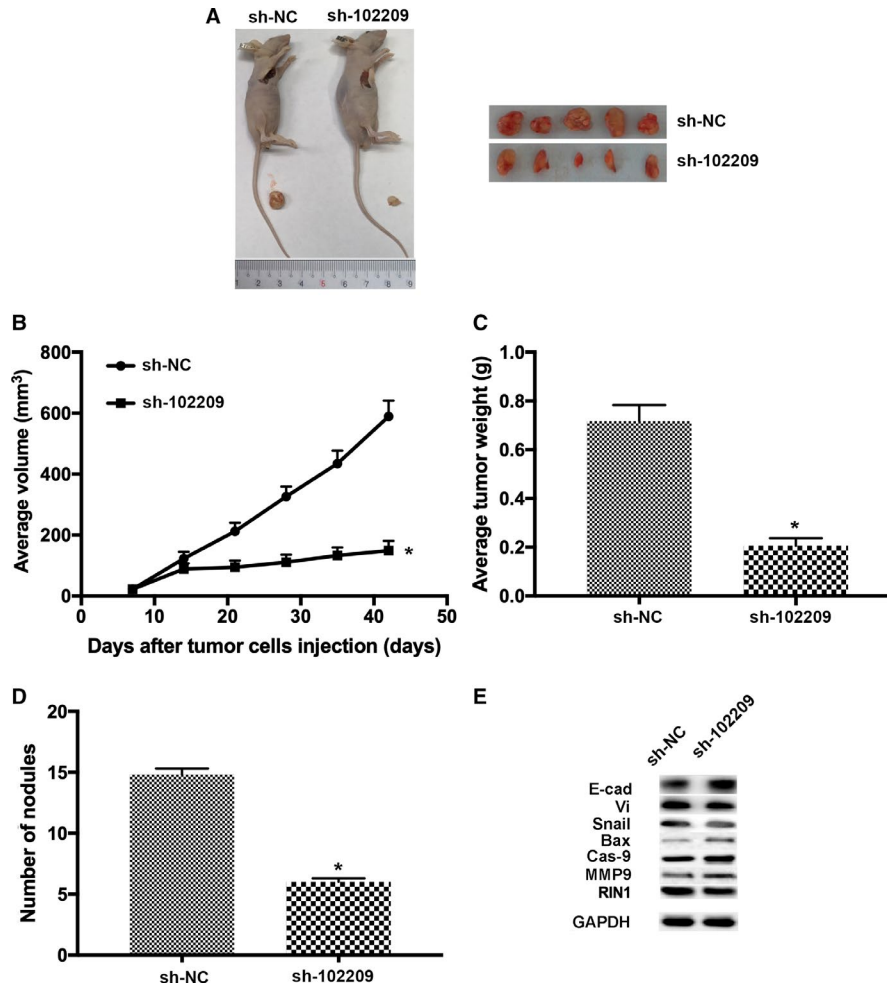 A
sh-NC sh-102209
sh-NC
sh-102209
1 2 3 4 5 6 7 8 9
B
Average volume (mm³)
800
600
400
200
0
sh-NC
sh-102209
*
0 10 20 30 40 50
Days after tumor cells injection (days)
C
Average tumor weight (g)
1.0
0.8
0.6
0.4
0.2
0.0
*
sh-NC sh-102209
D
Number of nodules
20
15
10
5
0
*
sh-NC sh-102209
E
sh-NC sh-102209
E-cad
Vi
Snail
Bax
Cas-9
MMP9
RIN1
GAPDH